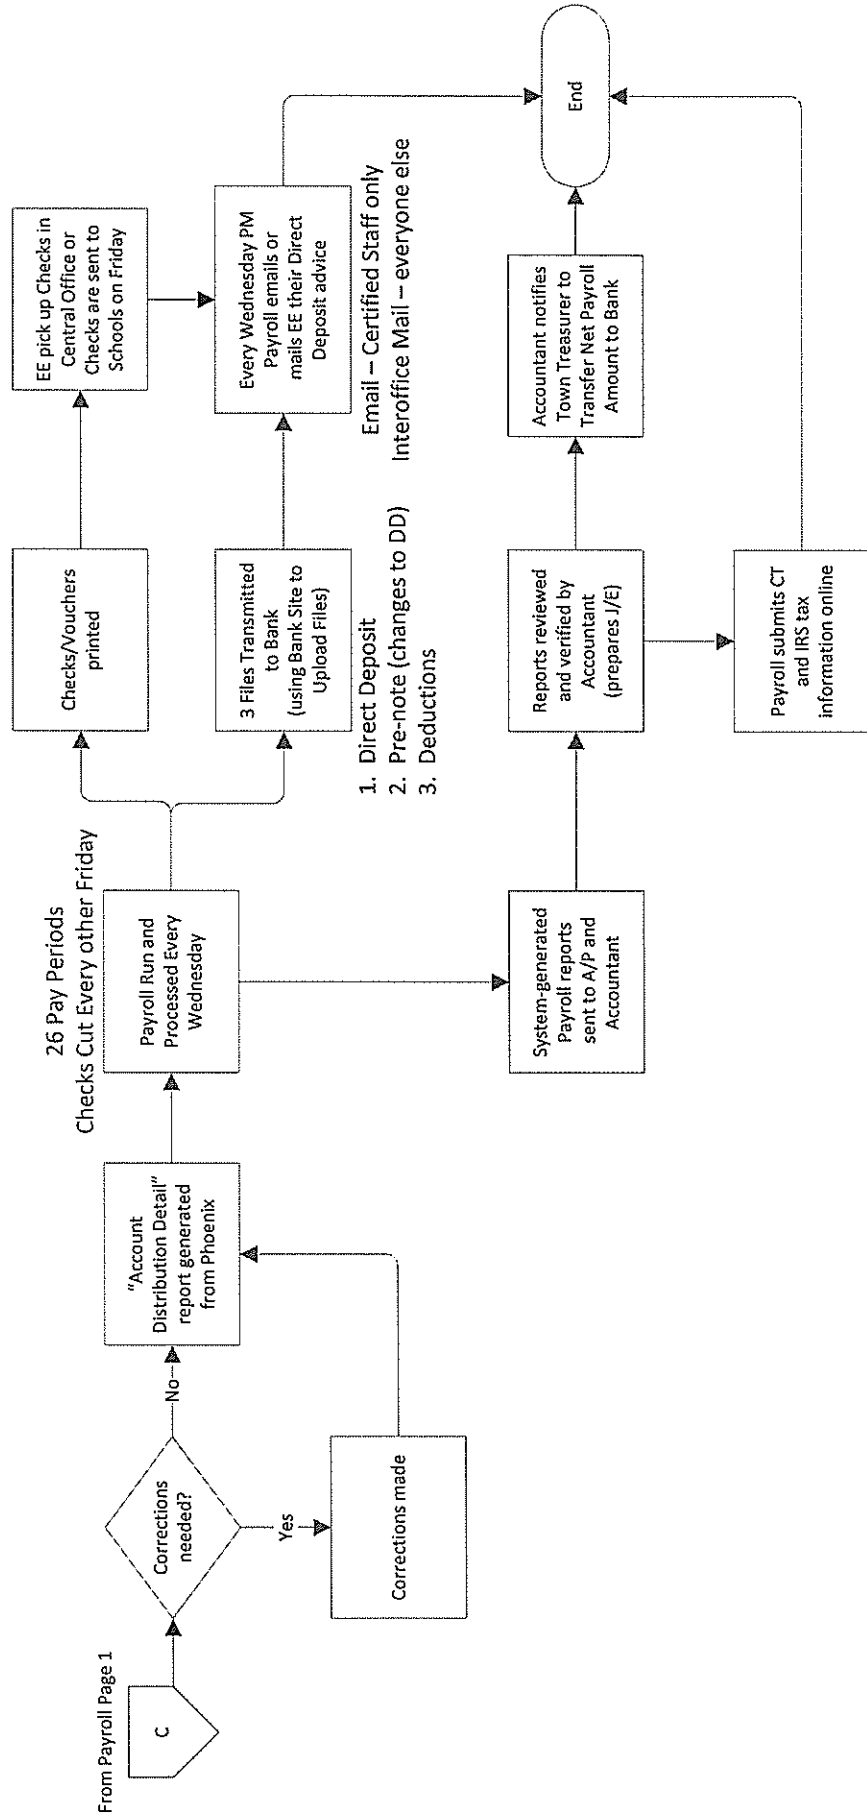 From Payroll Page 1
C
Corrections
needed?
No
Yes
Corrections made
"Account
Distribution Detail"
report generated
from Phoenix
26 Pay Periods
Checks Cut Every other Friday
Payroll Run and
Processed Every
Wednesday
Checks/Vouchers
printed
EE pick up Checks in
Central Office or
Checks are sent to
Schools on Friday
3 Files Transmitted
to Bank
(using Bank Site to
Upload Files)
1. Direct Deposit
2. Pre-note (changes to DD)
3. Deductions
Every Wednesday PM
Payroll emails or
mails EE their Direct
Deposit advice
Email – Certified Staff only
Interoffice Mail – everyone else
System-generated
Payroll reports
sent to A/P and
Accountant
Reports reviewed
and verified by
Accountant
(prepares J/E)
Accountant notifies
Town Treasurer to
Transfer Net Payroll
Amount to Bank
Payroll submits CT
and IRS tax
information online
End